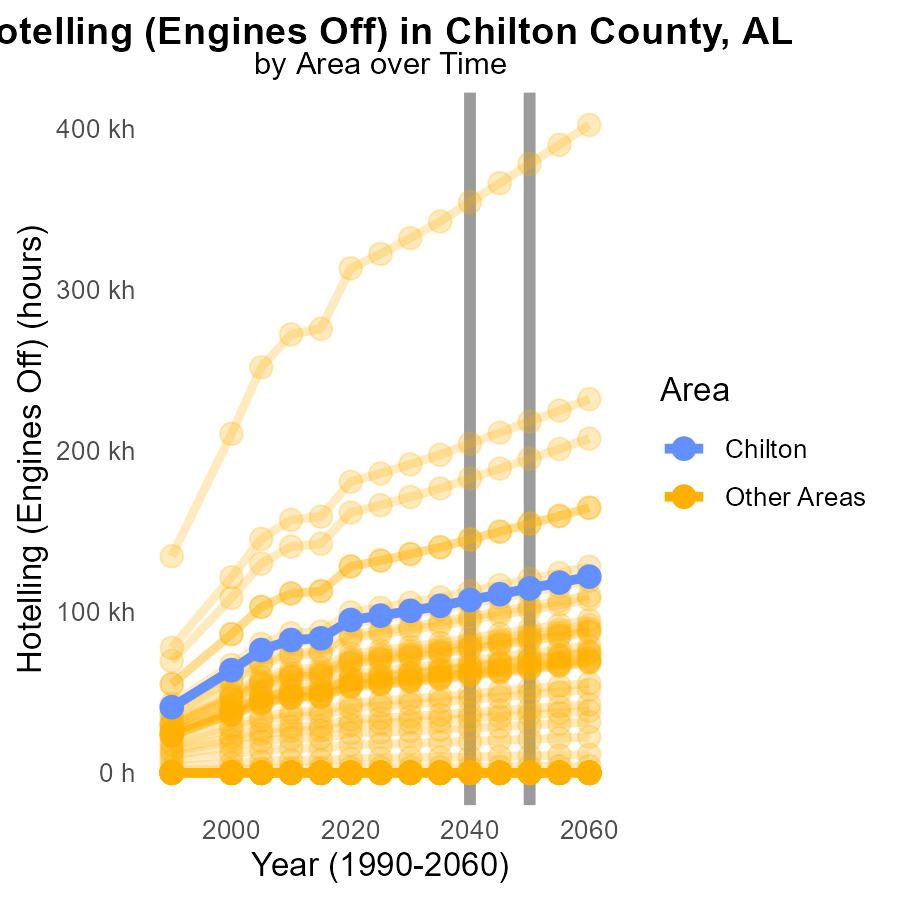 otelling (Engines Off) in Chilton County, AL
by Area over Time
Hotelling (Engines Off) (hours)
400 kh
300 kh
200 kh
100 kh
0 h
2000 2020 2040 2060
Year (1990-2060)
Area
Chilton
Other Areas